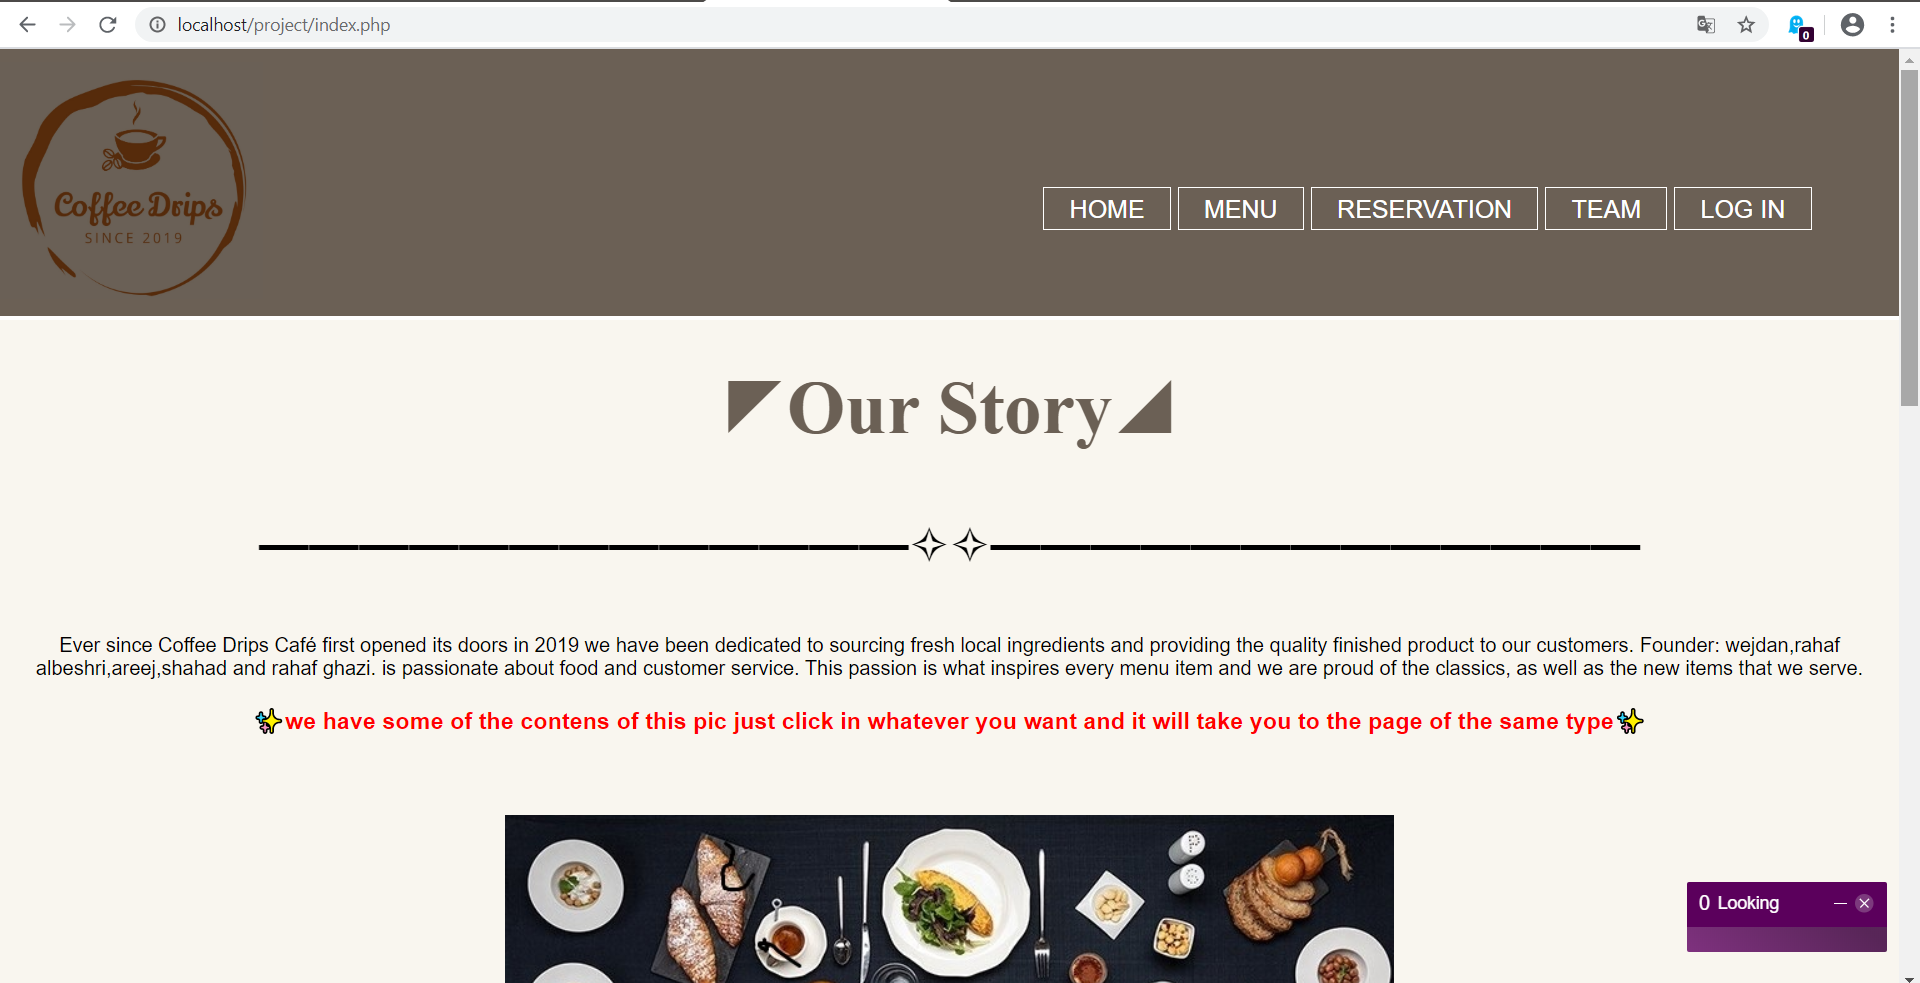 localhost/project/index.php
0
Coffee Drips
SINCE 2019
HOME MENU RESERVATION TEAM LOG IN
◤Our Story◢
Ever since Coffee Drips Café first opened its doors in 2019 we have been dedicated to sourcing fresh local ingredients and providing the quality finished product to our customers. Founder: wejdan,rahaf
albeshri,areej,shahad and rahaf ghazi. is passionate about food and customer service. This passion is what inspires every menu item and we are proud of the classics, as well as the new items that we serve.
✨we have some of the contens of this pic just click in whatever you want and it will take you to the page of the same type✨
P
S
0 Looking